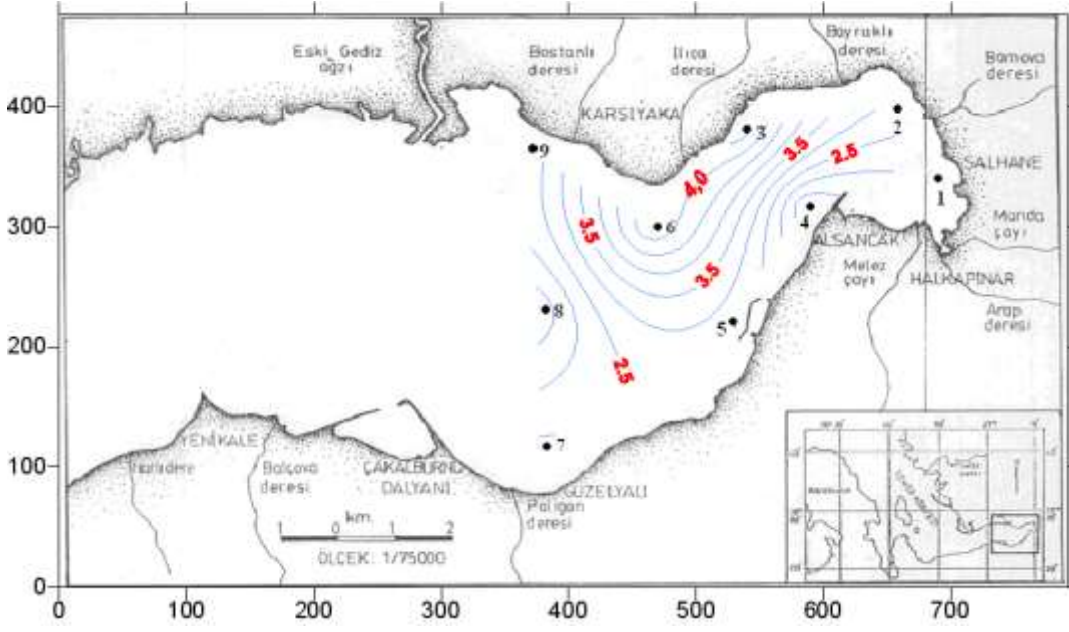 Eski Gediz
ağzı
Bostanlı
deresi
Ilıca
deresi
Bayraklı
deresi
Bornova
deresi
KARŞIYAKA
SALHANE
Manda
çayı
ALSANCAK
Melez
çayı
HALKAPINAR
Arap
deresi
YENİKALE
Balçova
deresi
ÇAKALBURNU
DALYANI
Poligon
deresi
GÜZELYALI
1 0 1 2
km.
ÖLÇEK: 1/75000
4,0
3.5
2.5
3.5
3.5
2.5
1
2
3
4
5
6
7
8
9
400
300
200
100
0
0 100 200 300 400 500 600 700